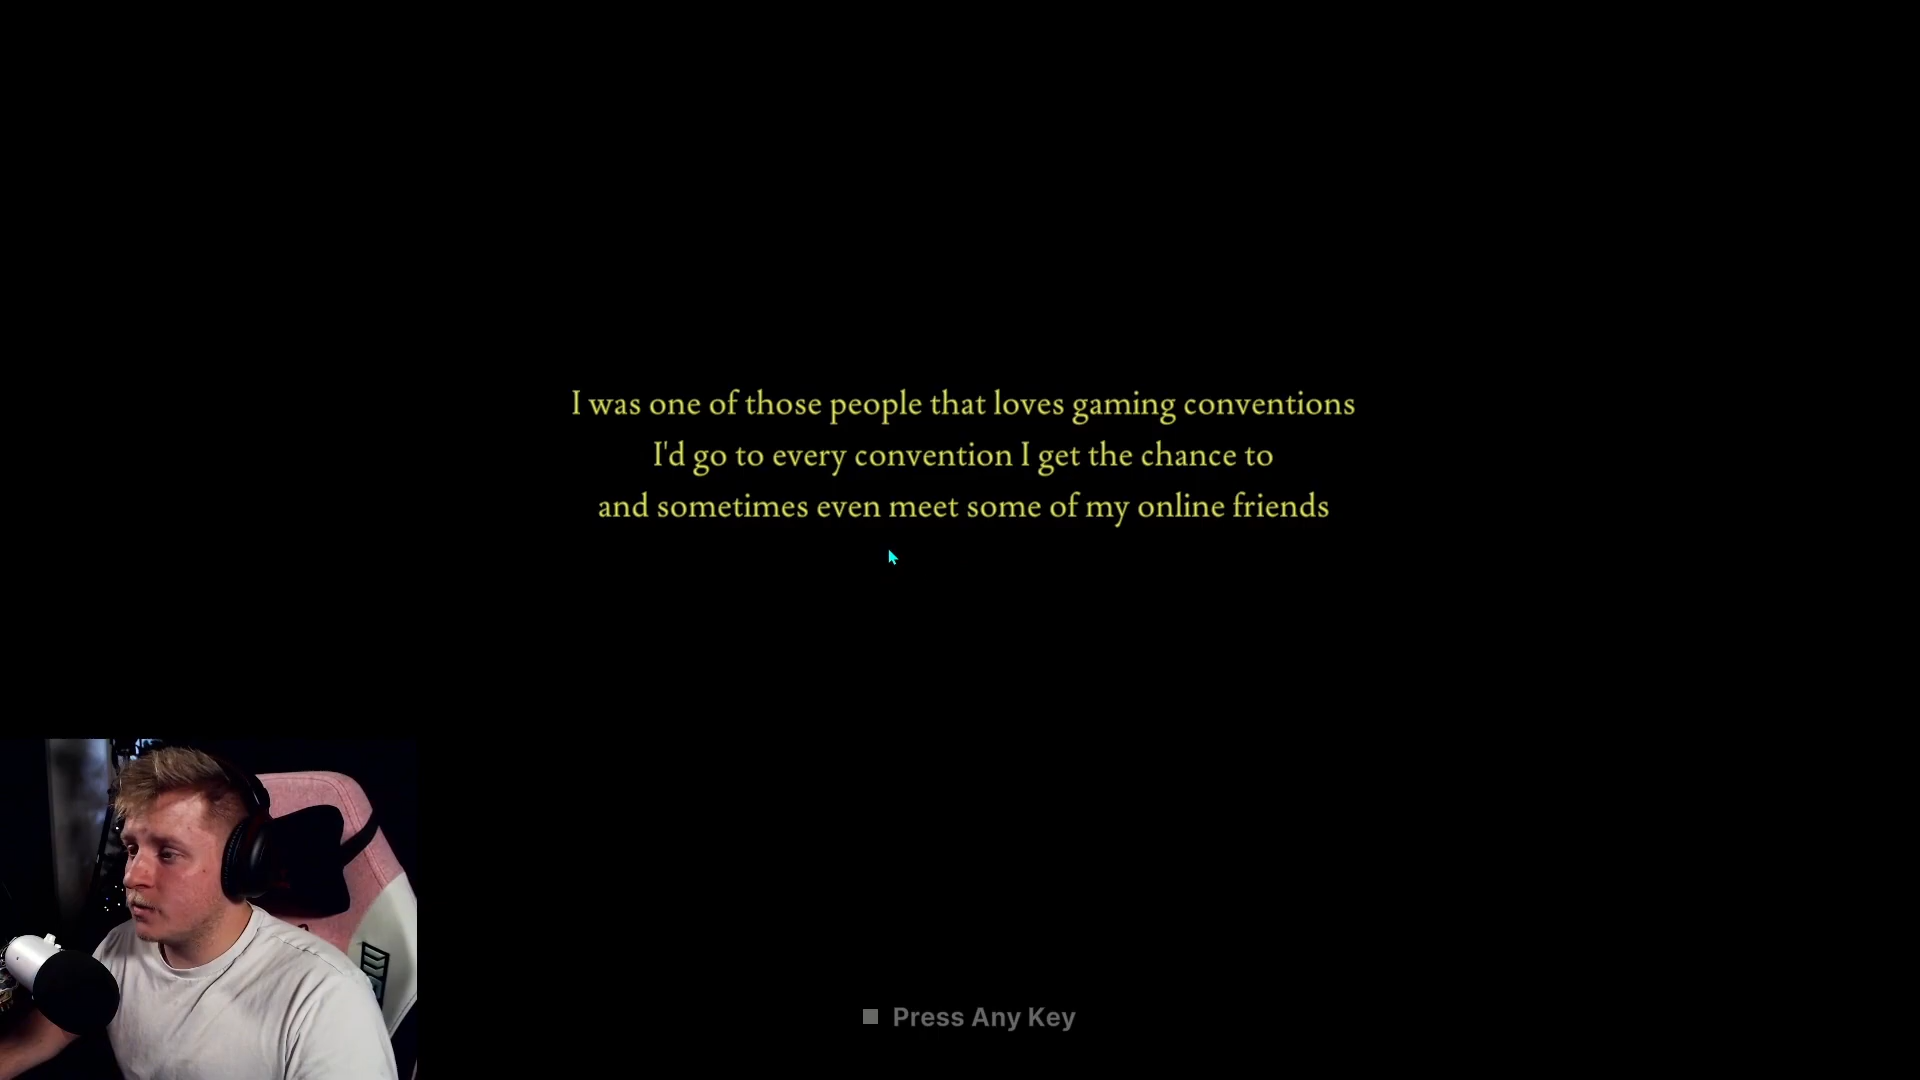 I was one of those people that loves gaming conventions
I'd go to every convention I get the chance to
and sometimes even meet some of my online friends
Press Any Key